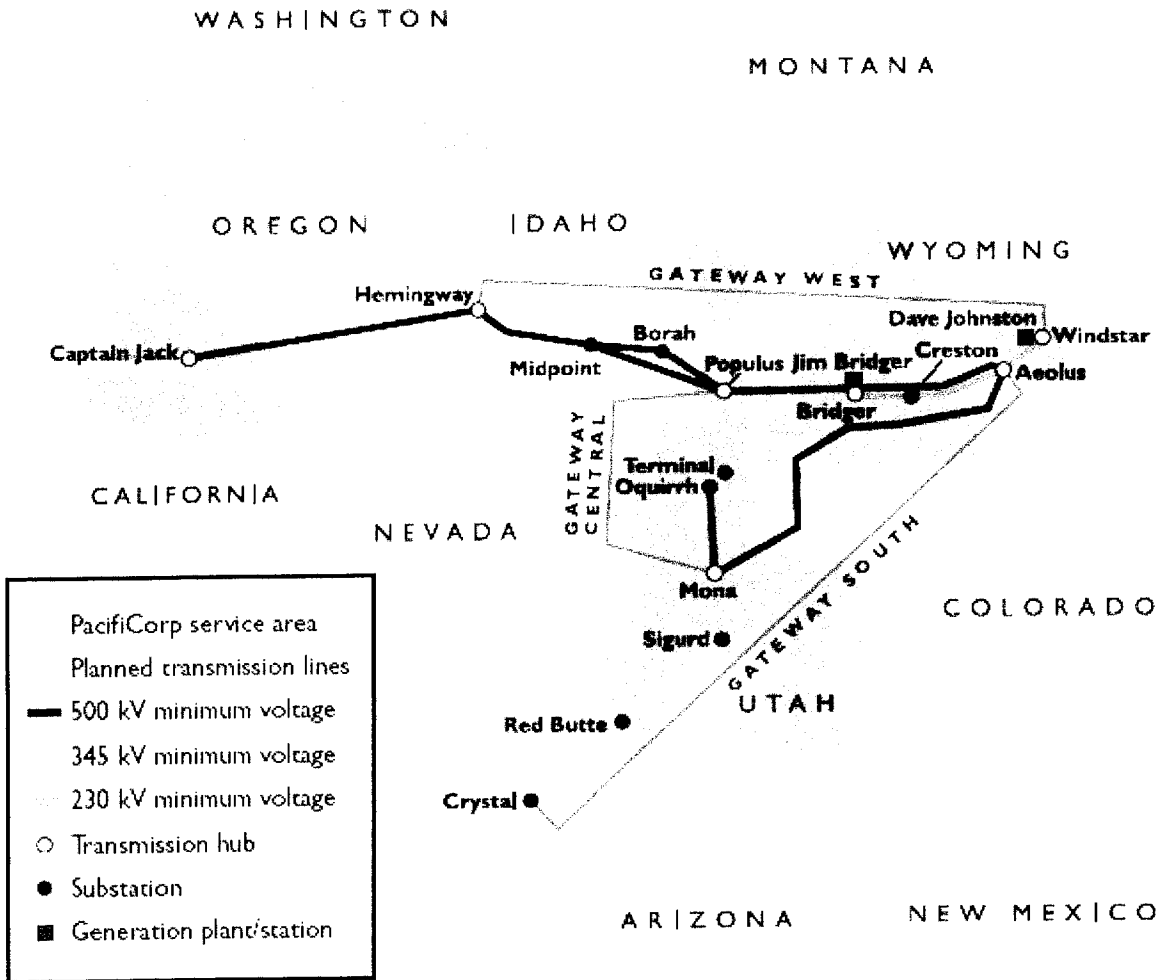 WASHINGTON
MONTANA
OREGON
IDAHO
WYOMING
GATEWAY WEST
Hemingway
Dave Johnston
Windstar
Captain Jack
Borah
Creston
Midpoint
Populus
Jim Bridger
Aeolus
Bridger
GATEWAY
CENTRAL
Terminal
Oquirrh
CALIFORNIA
NEVADA
Mona
GATEWAY SOUTH
COLORADO
Sigurd
UTAH
Red Butte
Crystal
ARIZONA
NEW MEXICO
PacifiCorp service area
Planned transmission lines
500 kV minimum voltage
345 kV minimum voltage
230 kV minimum voltage
Transmission hub
Substation
Generation plant/station